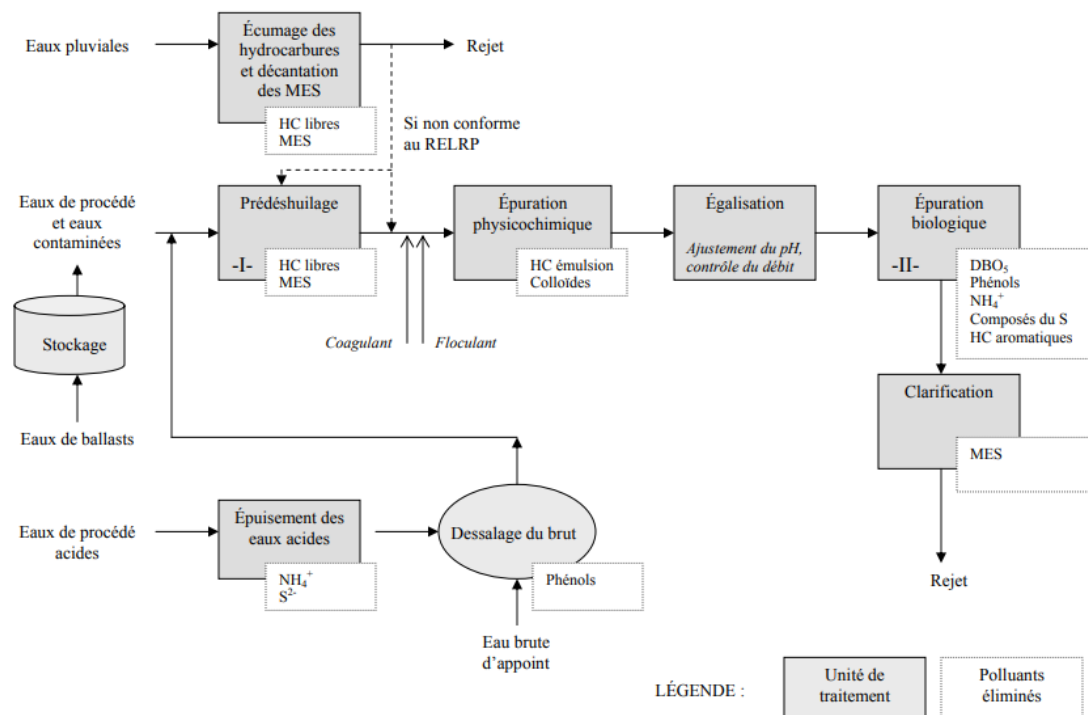 Eaux pluviales
Écumage des
hydrocarbures
et décantation
des MES
HC libres
MES
Rejet
Si non conforme
au RELRP
Eaux de procédé
et eaux
contaminées
Prédéshuilage
-I-
HC libres
MES
Coagulant
Floculant
Épuration
physicochimique
HC émulsion
Colloïdes
Égalisation
Ajustement du pH,
contrôle du débit
Épuration
biologique
-II-
DBO₅
Phénols
NH₄⁺
Composés du S
HC aromatiques
Stockage
Eaux de ballasts
Clarification
MES
Rejet
Eaux de procédé
acides
Épuisement des
eaux acides
NH₄⁺
S²⁻
Dessalage du brut
Phénols
Eau brute
d'appoint
LÉGENDE :
Unité de
traitement
Polluants
éliminés